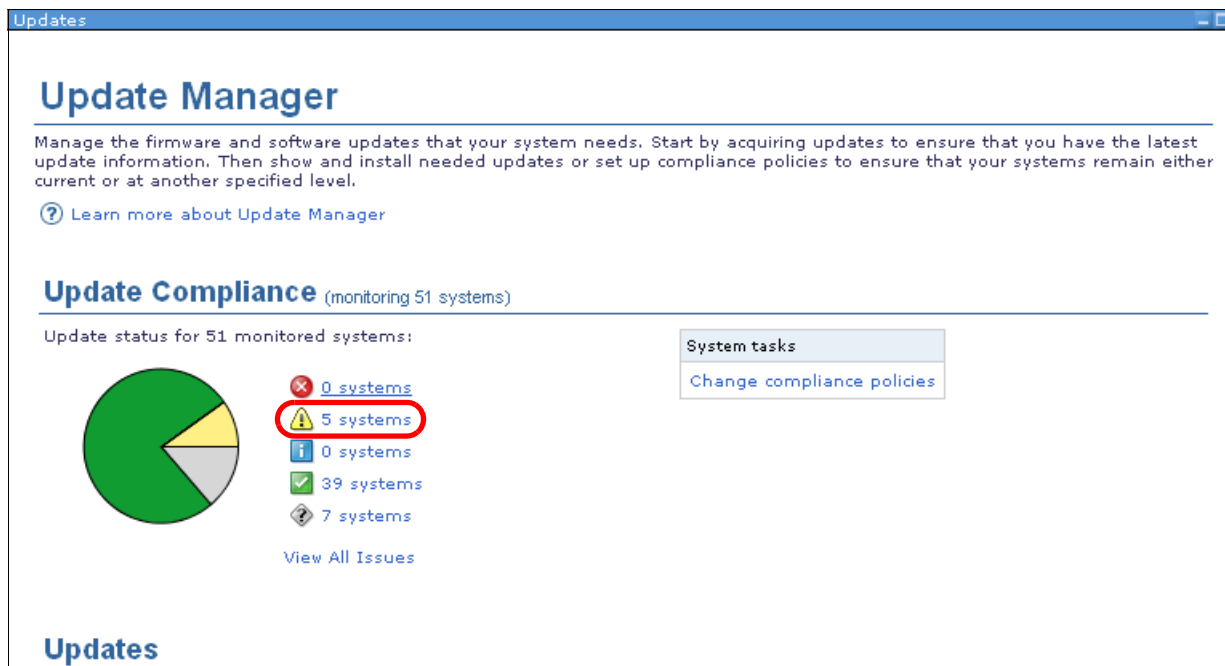 Updates
Update Manager
Manage the firmware and software updates that your system needs. Start by acquiring updates to ensure that you have the latest
update information. Then show and install needed updates or set up compliance policies to ensure that your systems remain either
current or at another specified level.
? Learn more about Update Manager
Update Compliance (monitoring 51 systems)
Update status for 51 monitored systems:
0 systems
5 systems
0 systems
39 systems
7 systems
View All Issues
System tasks
Change compliance policies
Updates